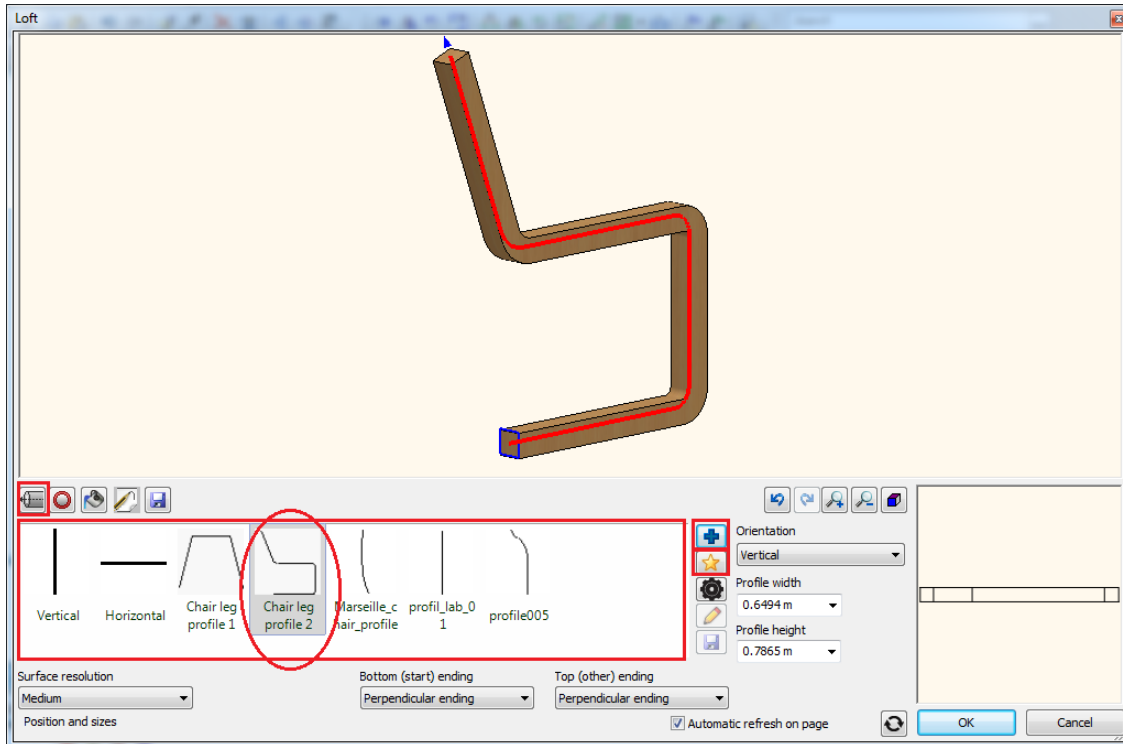 Loft
Search
Vertical
Horizontal
Chair leg
profile 1
Chair leg
profile 2
Marseille_c
hair_profile
profil_lab_0
1
profile005
Orientation
Vertical
Profile width
0.6494 m
Profile height
0.7865 m
Surface resolution
Medium
Bottom (start) ending
Perpendicular ending
Top (other) ending
Perpendicular ending
Position and sizes
Automatic refresh on page
OK
Cancel